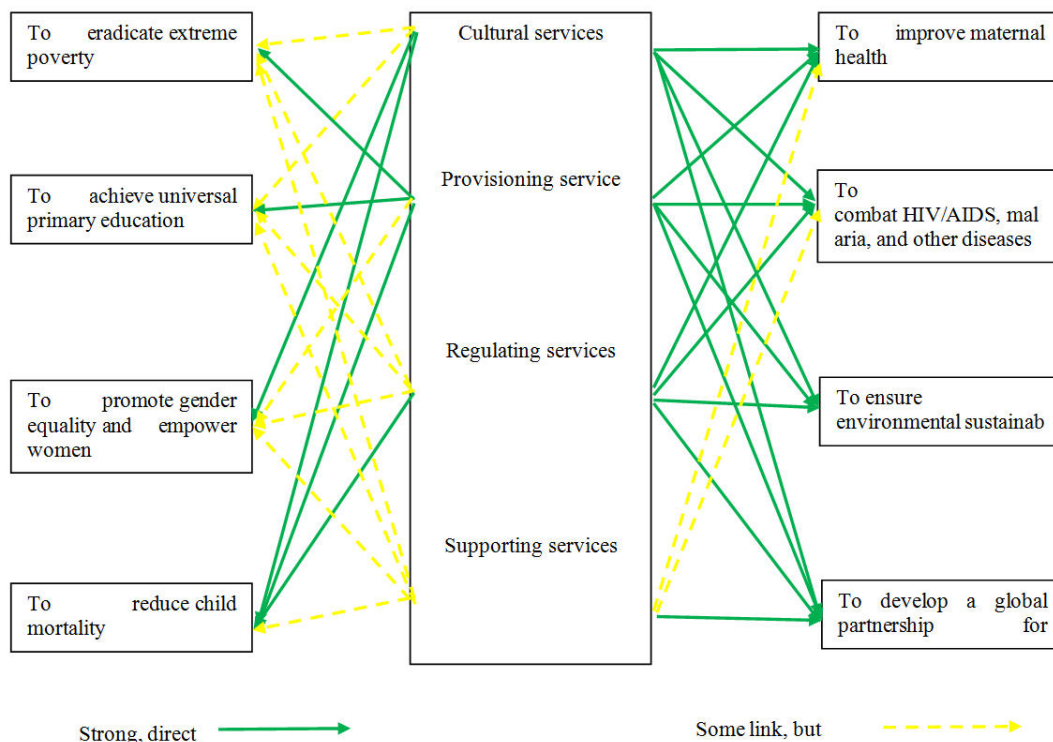 To eradicate extreme
poverty
To achieve universal
primary education
To promote gender
equality and empower
women
To reduce child
mortality
Cultural services
Provisioning service
Regulating services
Supporting services
To improve maternal
health
To
combat HIV/AIDS, mal
aria, and other diseases
To ensure
environmental sustainab
To develop a global
partnership for
Strong, direct
Some link, but